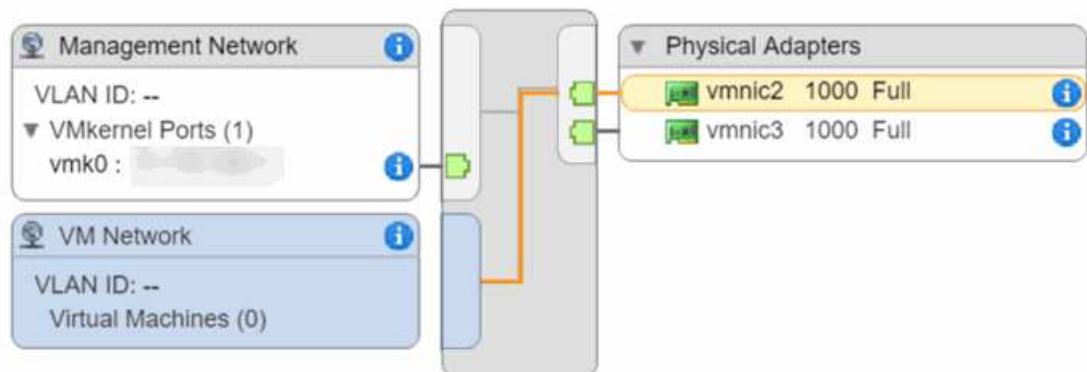 Management Network
VLAN ID: --
VMkernel Ports (1)
vmk0 :
VM Network
VLAN ID: --
Virtual Machines (0)
Physical Adapters
vmnic2 1000 Full
vmnic3 1000 Full